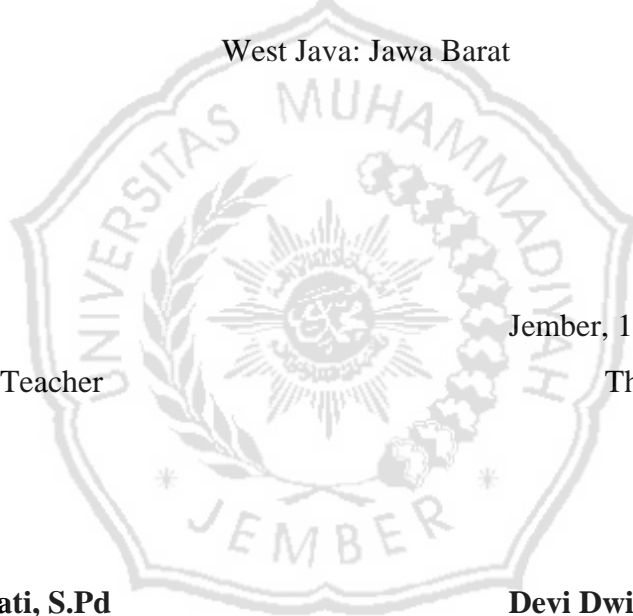 West Java: Jawa Barat
UNIVERSITAS MUHAMMADIYAH
Jember, 1
Teacher Th
JEMBER
ati, S.Pd Devi Dwi